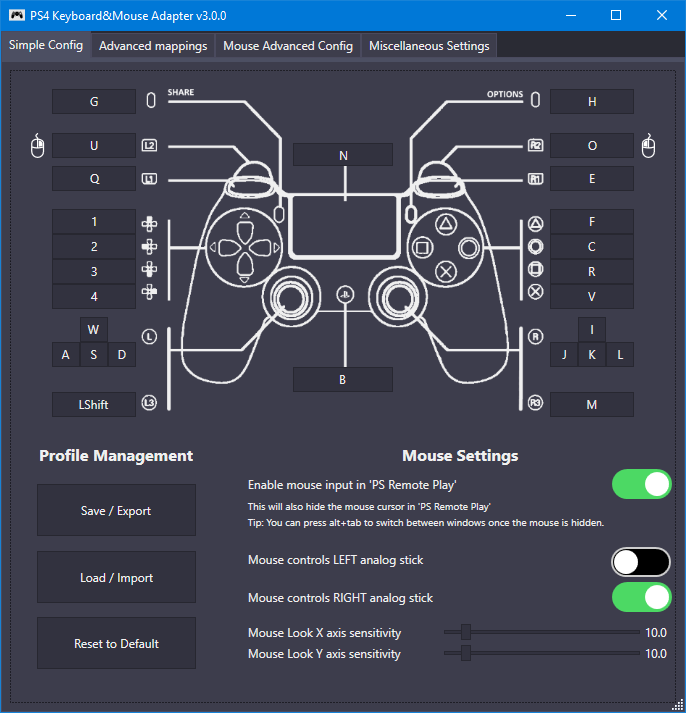 PS4 Keyboard&Mouse Adapter v3.0.0
Simple Config
Advanced mappings
Mouse Advanced Config
Miscellaneous Settings
G
SHARE
OPTIONS
H
U
L2
N
R2
O
Q
L1
R1
E
1
F
2
C
3
R
4
V
W
I
A S D
L
R
J K L
B
LShift
L3
R3
M
Profile Management
Mouse Settings
Save / Export
Enable mouse input in 'PS Remote Play'
This will also hide the mouse cursor in 'PS Remote Play'
Tip: You can press alt+tab to switch between windows once the mouse is hidden.
Load / Import
Mouse controls LEFT analog stick
Mouse controls RIGHT analog stick
Reset to Default
Mouse Look X axis sensitivity
10.0
Mouse Look Y axis sensitivity
10.0